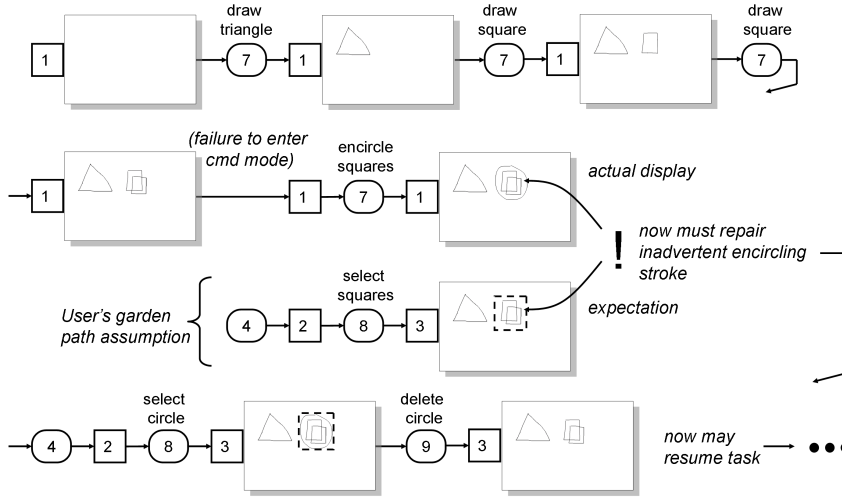 draw
triangle
draw
square
draw
square
1
7
1
7
1
7
(failure to enter
cmd mode)
encircle
squares
actual display
1
1
7
1
!
now must repair
inadvertent encircling
stroke
select
squares
User's garden
path assumption
expectation
4
2
8
3
select
circle
delete
circle
4
2
8
3
9
3
now may
resume task